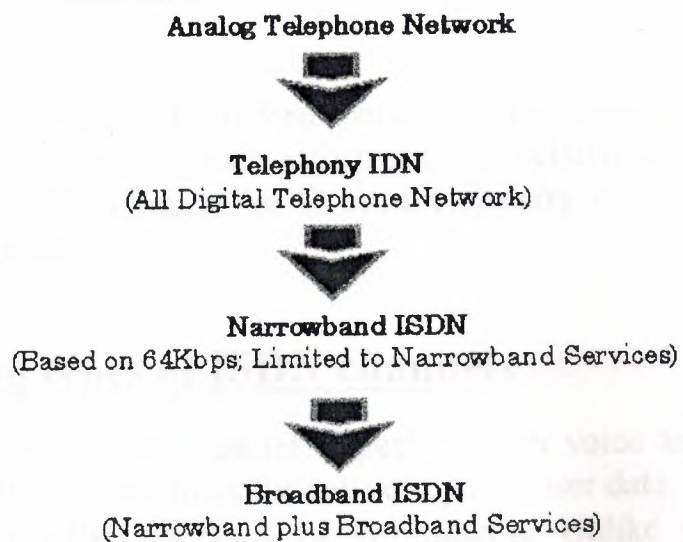 Analog Telephone Network
Telephony IDN
(All Digital Telephone Network)
Narrowband ISDN
(Based on 64Kbps; Limited to Narrowband Services)
Broadband ISDN
(Narrowband plus Broadband Services)